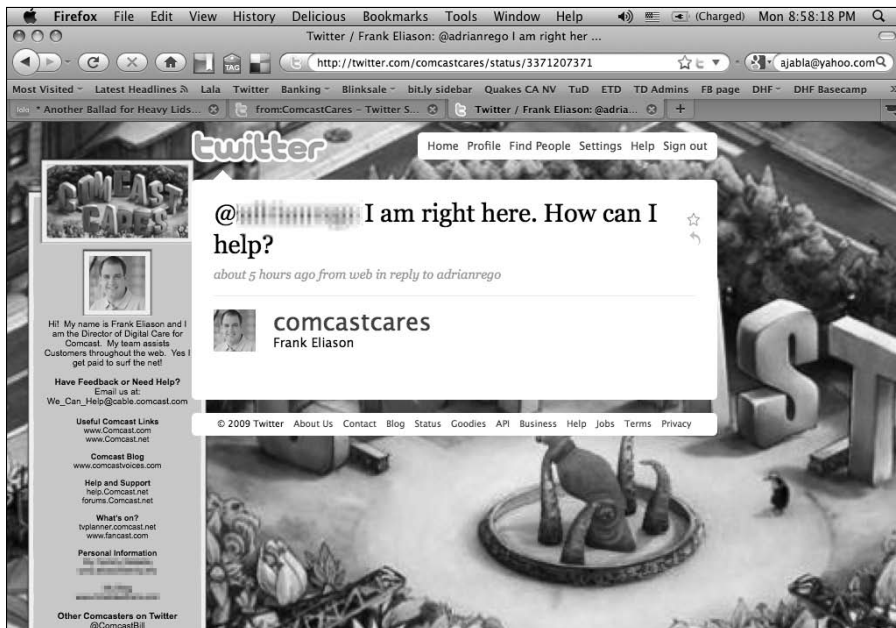 Firefox File Edit View History Delicious Bookmarks Tools Window Help (Charged) Mon 8:58:18 PM
Twitter / Frank Eliason: @adrianrego I am right her ...
http://twitter.com/comcastcares/status/3371207371 ajabla@yahoo.com
Most Visited Latest Headlines Lala Twitter Banking Blinksale bit.ly sidebar Quakes CA NV TuD ETD TD Admins FB page DHF DHF Basecamp
* Another Ballad for Heavy Lids... from:ComcastCares – Twitter S... Twitter / Frank Eliason: @adria... +
twitter
Home Profile Find People Settings Help Sign out
COMCAST
CARES
@ I am right here. How can I
help?
about 5 hours ago from web in reply to adrianrego
comcastcares
Frank Eliason
© 2009 Twitter About Us Contact Blog Status Goodies API Business Help Jobs Terms Privacy
Hi! My name is Frank Eliason and I
am the Director of Digital Care for
Comcast. My team assists
Customers throughout the web. Yes I
get paid to surf the net!
Have Feedback or Need Help?
Email us at:
We_Can_Help@cable.comcast.com
Useful Comcast Links
www.Comcast.com
www.Comcast.net
Comcast Blog
www.comcastvoices.com
Help and Support
help.Comcast.net
forums.Comcast.net
What's on?
tvplanner.comcast.net
www.fancast.com
Personal Information
Other Comcasters on Twitter
@ComcastBill
ST